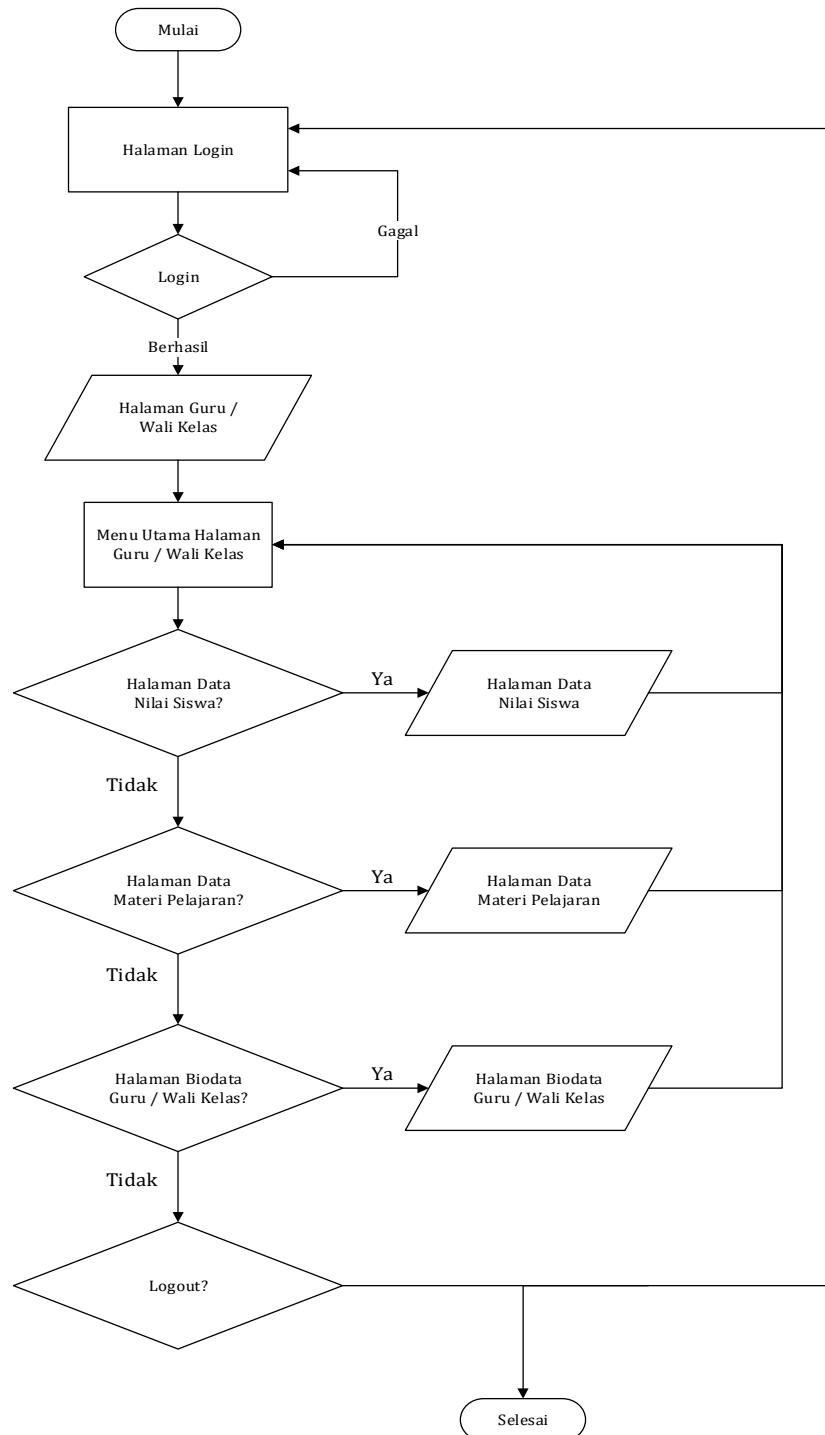 Mulai
Halaman Login
Gagal
Login
Berhasil
Halaman Guru /
Wali Kelas
Menu Utama Halaman
Guru / Wali Kelas
Halaman Data
Nilai Siswa?
Ya
Halaman Data
Nilai Siswa
Tidak
Halaman Data
Materi Pelajaran?
Ya
Halaman Data
Materi Pelajaran
Tidak
Halaman Biodata
Guru / Wali Kelas?
Ya
Halaman Biodata
Guru / Wali Kelas
Tidak
Logout?
Selesai